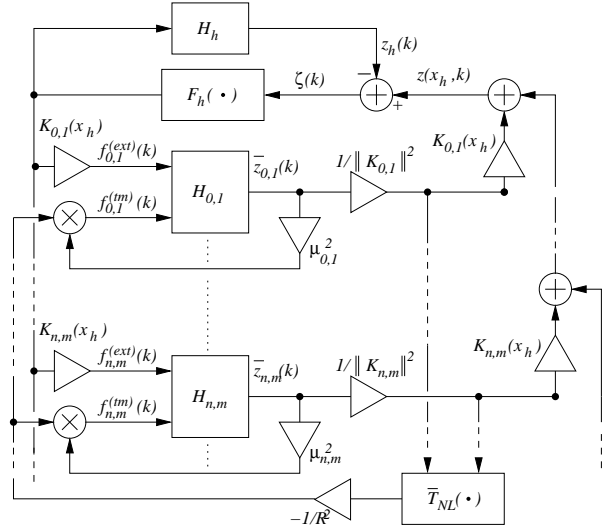 H_h
z_h(k)
−
F_h(·)
ζ(k)
+
z(x_h,k)
+
+
K_{0,1}(x_h)
f_{0,1}^{(ext)}(k)
z̄_{0,1}(k)
1/‖K_{0,1}‖²
K_{0,1}(x_h)
H_{0,1}
×
f_{0,1}^{(tm)}(k)
μ_{0,1}^2
+
K_{n,m}(x_h)
f_{n,m}^{(ext)}(k)
z̄_{n,m}(k)
1/‖K_{n,m}‖²
K_{n,m}(x_h)
H_{n,m}
×
f_{n,m}^{(tm)}(k)
μ_{n,m}^2
T̄_{NL}(·)
−1/R²